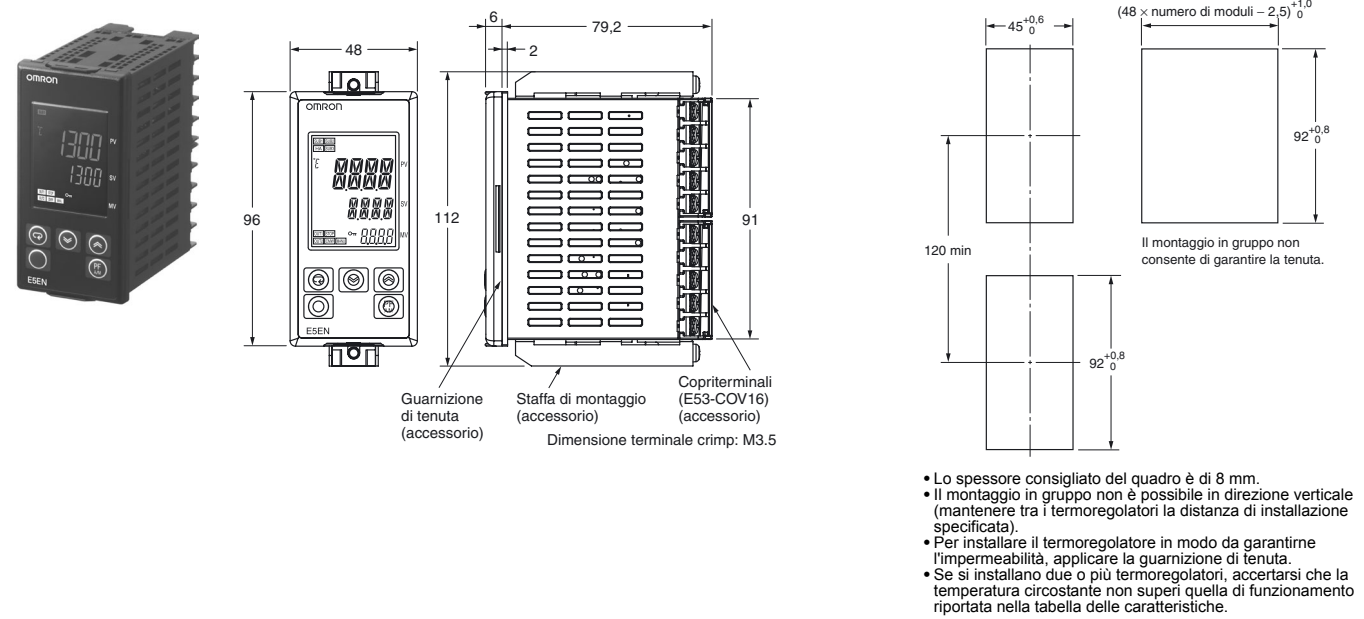 omron
1300
PV
1300
SV
MV
PF
E5EN
48
96
omron
°C
PV
SV
MV
PF
E5EN
6
79,2
2
112
91
Guarnizione
di tenuta
(accessorio)
Staffa di montaggio
(accessorio)
Copriterminali
(E53-COV16)
(accessorio)
Dimensione terminale crimp: M3.5
45 +0,6 0
(48 × numero di moduli – 2,5) +1,0 0
92 +0,8 0
120 min
Il montaggio in gruppo non
consente di garantire la tenuta.
92 +0,8 0
• Lo spessore consigliato del quadro è di 8 mm.
• Il montaggio in gruppo non è possibile in direzione verticale
(mantenere tra i termoregolatori la distanza di installazione
specificata).
• Per installare il termoregolatore in modo da garantirne
l'impermeabilità, applicare la guarnizione di tenuta.
• Se si installano due o più termoregolatori, accertarsi che la
temperatura circostante non superi quella di funzionamento
riportata nella tabella delle caratteristiche.